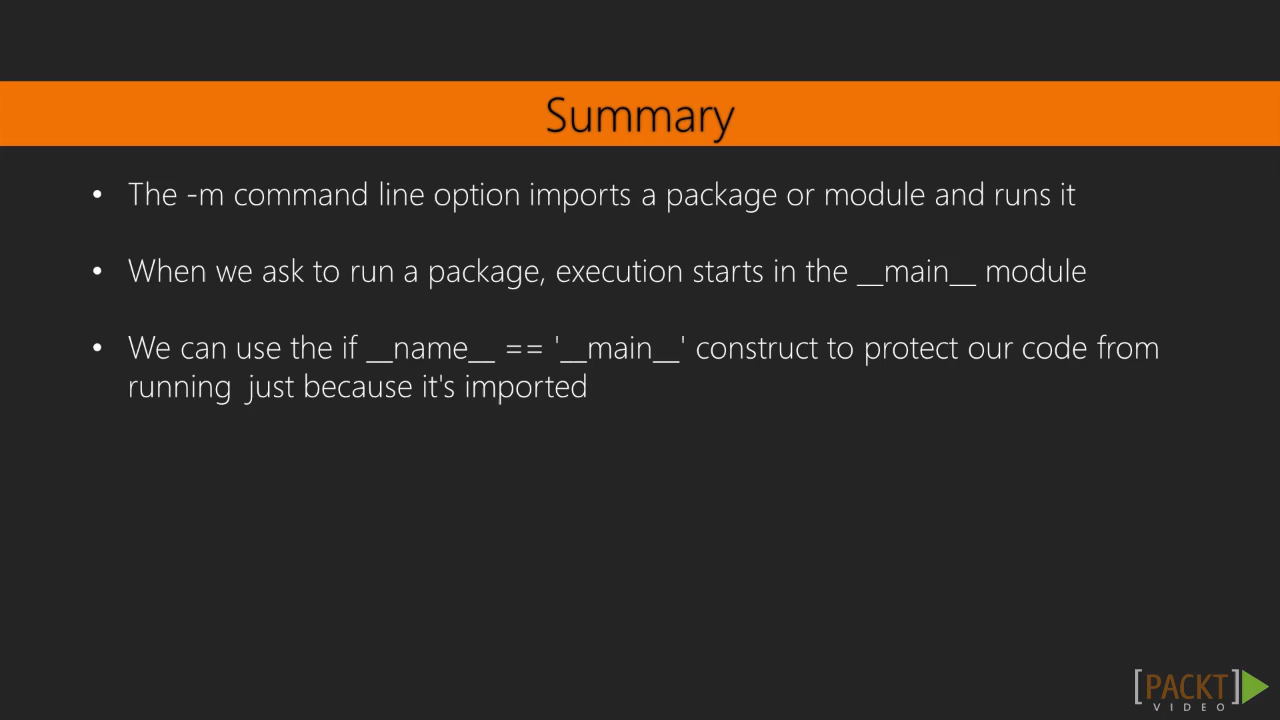 Summary
• The -m command line option imports a package or module and runs it
• When we ask to run a package, execution starts in the __main__ module
• We can use the if __name__ == '__main__' construct to protect our code from
running just because it's imported
[PACKT]
VIDEO